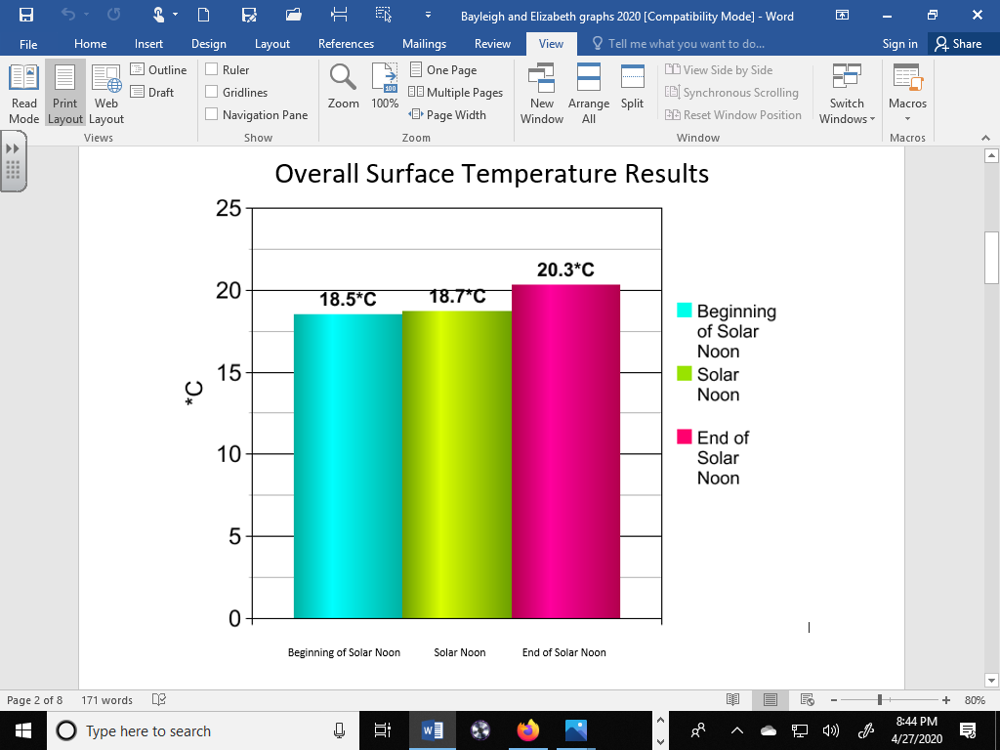 Bayleigh and Elizabeth graphs 2020 [Compatibility Mode] - Word
File Home Insert Design Layout References Mailings Review View Tell me what you want to do... Sign in Share
Read Mode
Print Layout
Web Layout
Outline
Draft
Views
Ruler
Gridlines
Navigation Pane
Show
Zoom
100
100%
One Page
Multiple Pages
Page Width
Zoom
New Window
Arrange All
Split
View Side by Side
Synchronous Scrolling
Reset Window Position
Window
Switch Windows
Macros
Macros
Overall Surface Temperature Results
25
20
15
10
5
0
*C
18.5*C
18.7*C
20.3*C
Beginning
of Solar
Noon
Solar
Noon
End of
Solar
Noon
Beginning of Solar Noon Solar Noon End of Solar Noon
Page 2 of 8 171 words 80%
Type here to search
8:44 PM
4/27/2020